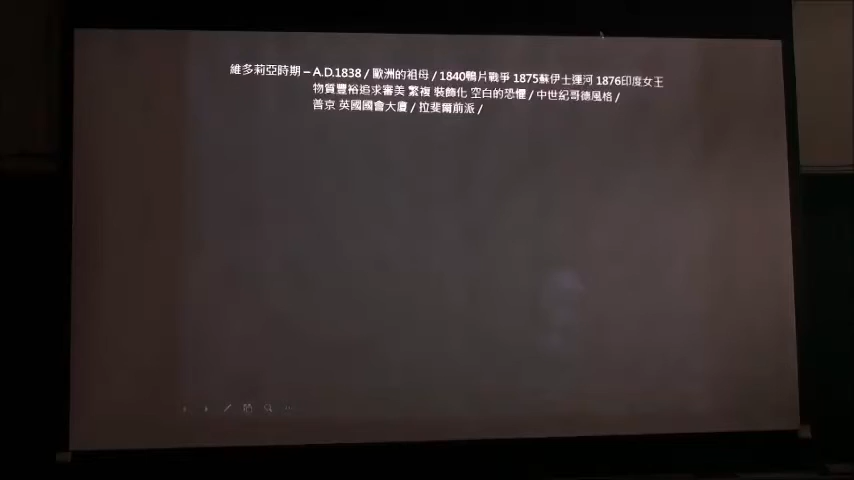 維多莉亞時期 – A.D.1838 / 歐洲的祖母 / 1840鴨片戰爭 1875蘇伊士運河 1876印度女王
物質豐裕追求審美 繁複 裝飾化 空白的恐懼 / 中世紀哥德風格 /
普京 英國國會大廈 / 拉斐爾前派 /